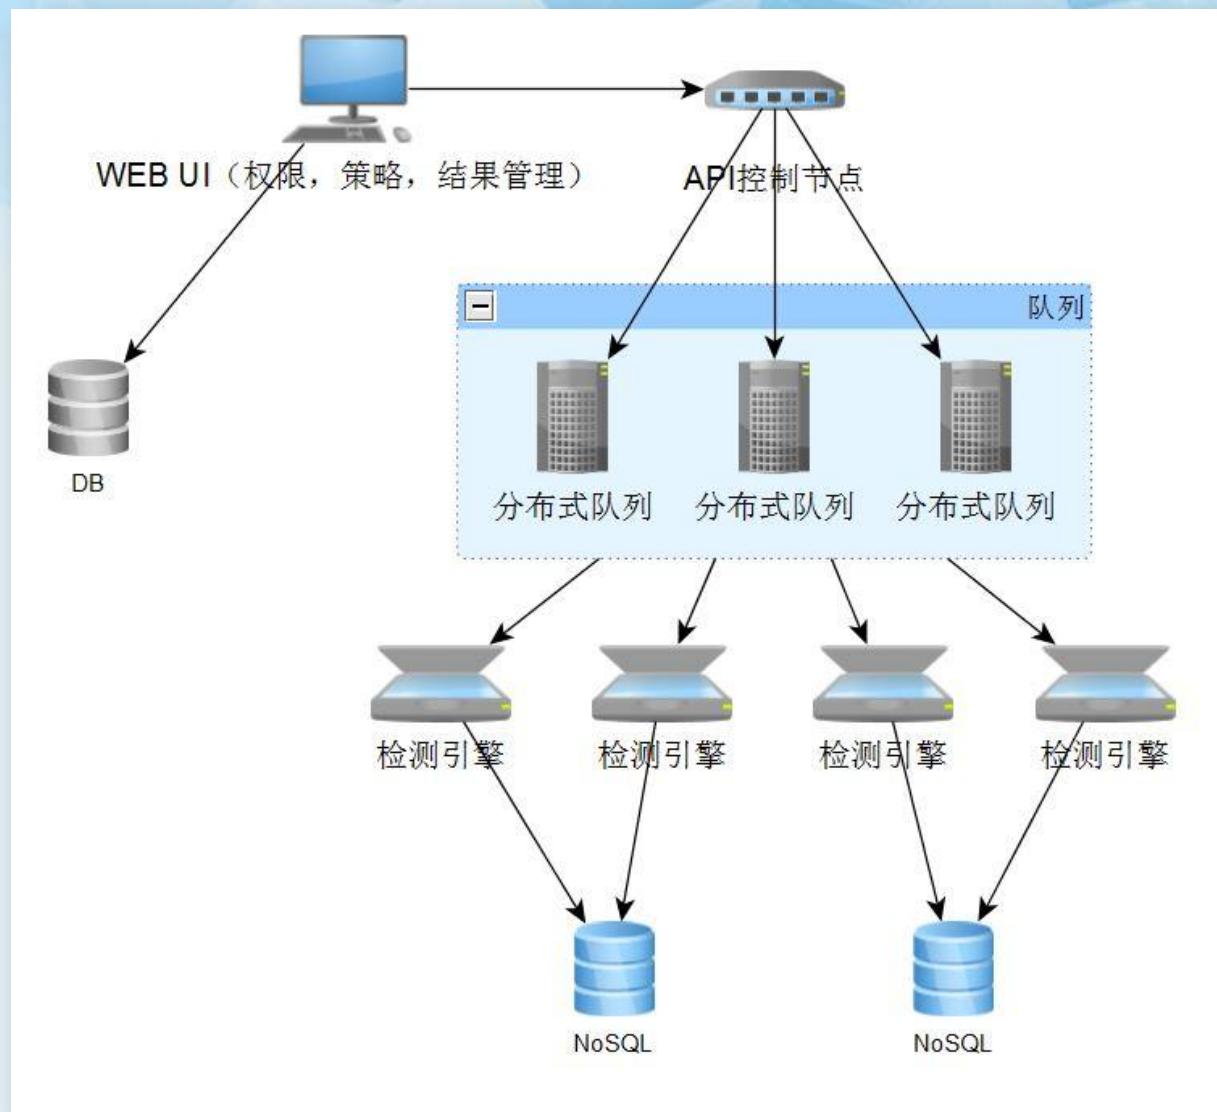 WEB UI（权限，策略，结果管理）
API控制节点
队列
DB
分布式队列
分布式队列
分布式队列
检测引擎
检测引擎
检测引擎
检测引擎
NoSQL
NoSQL